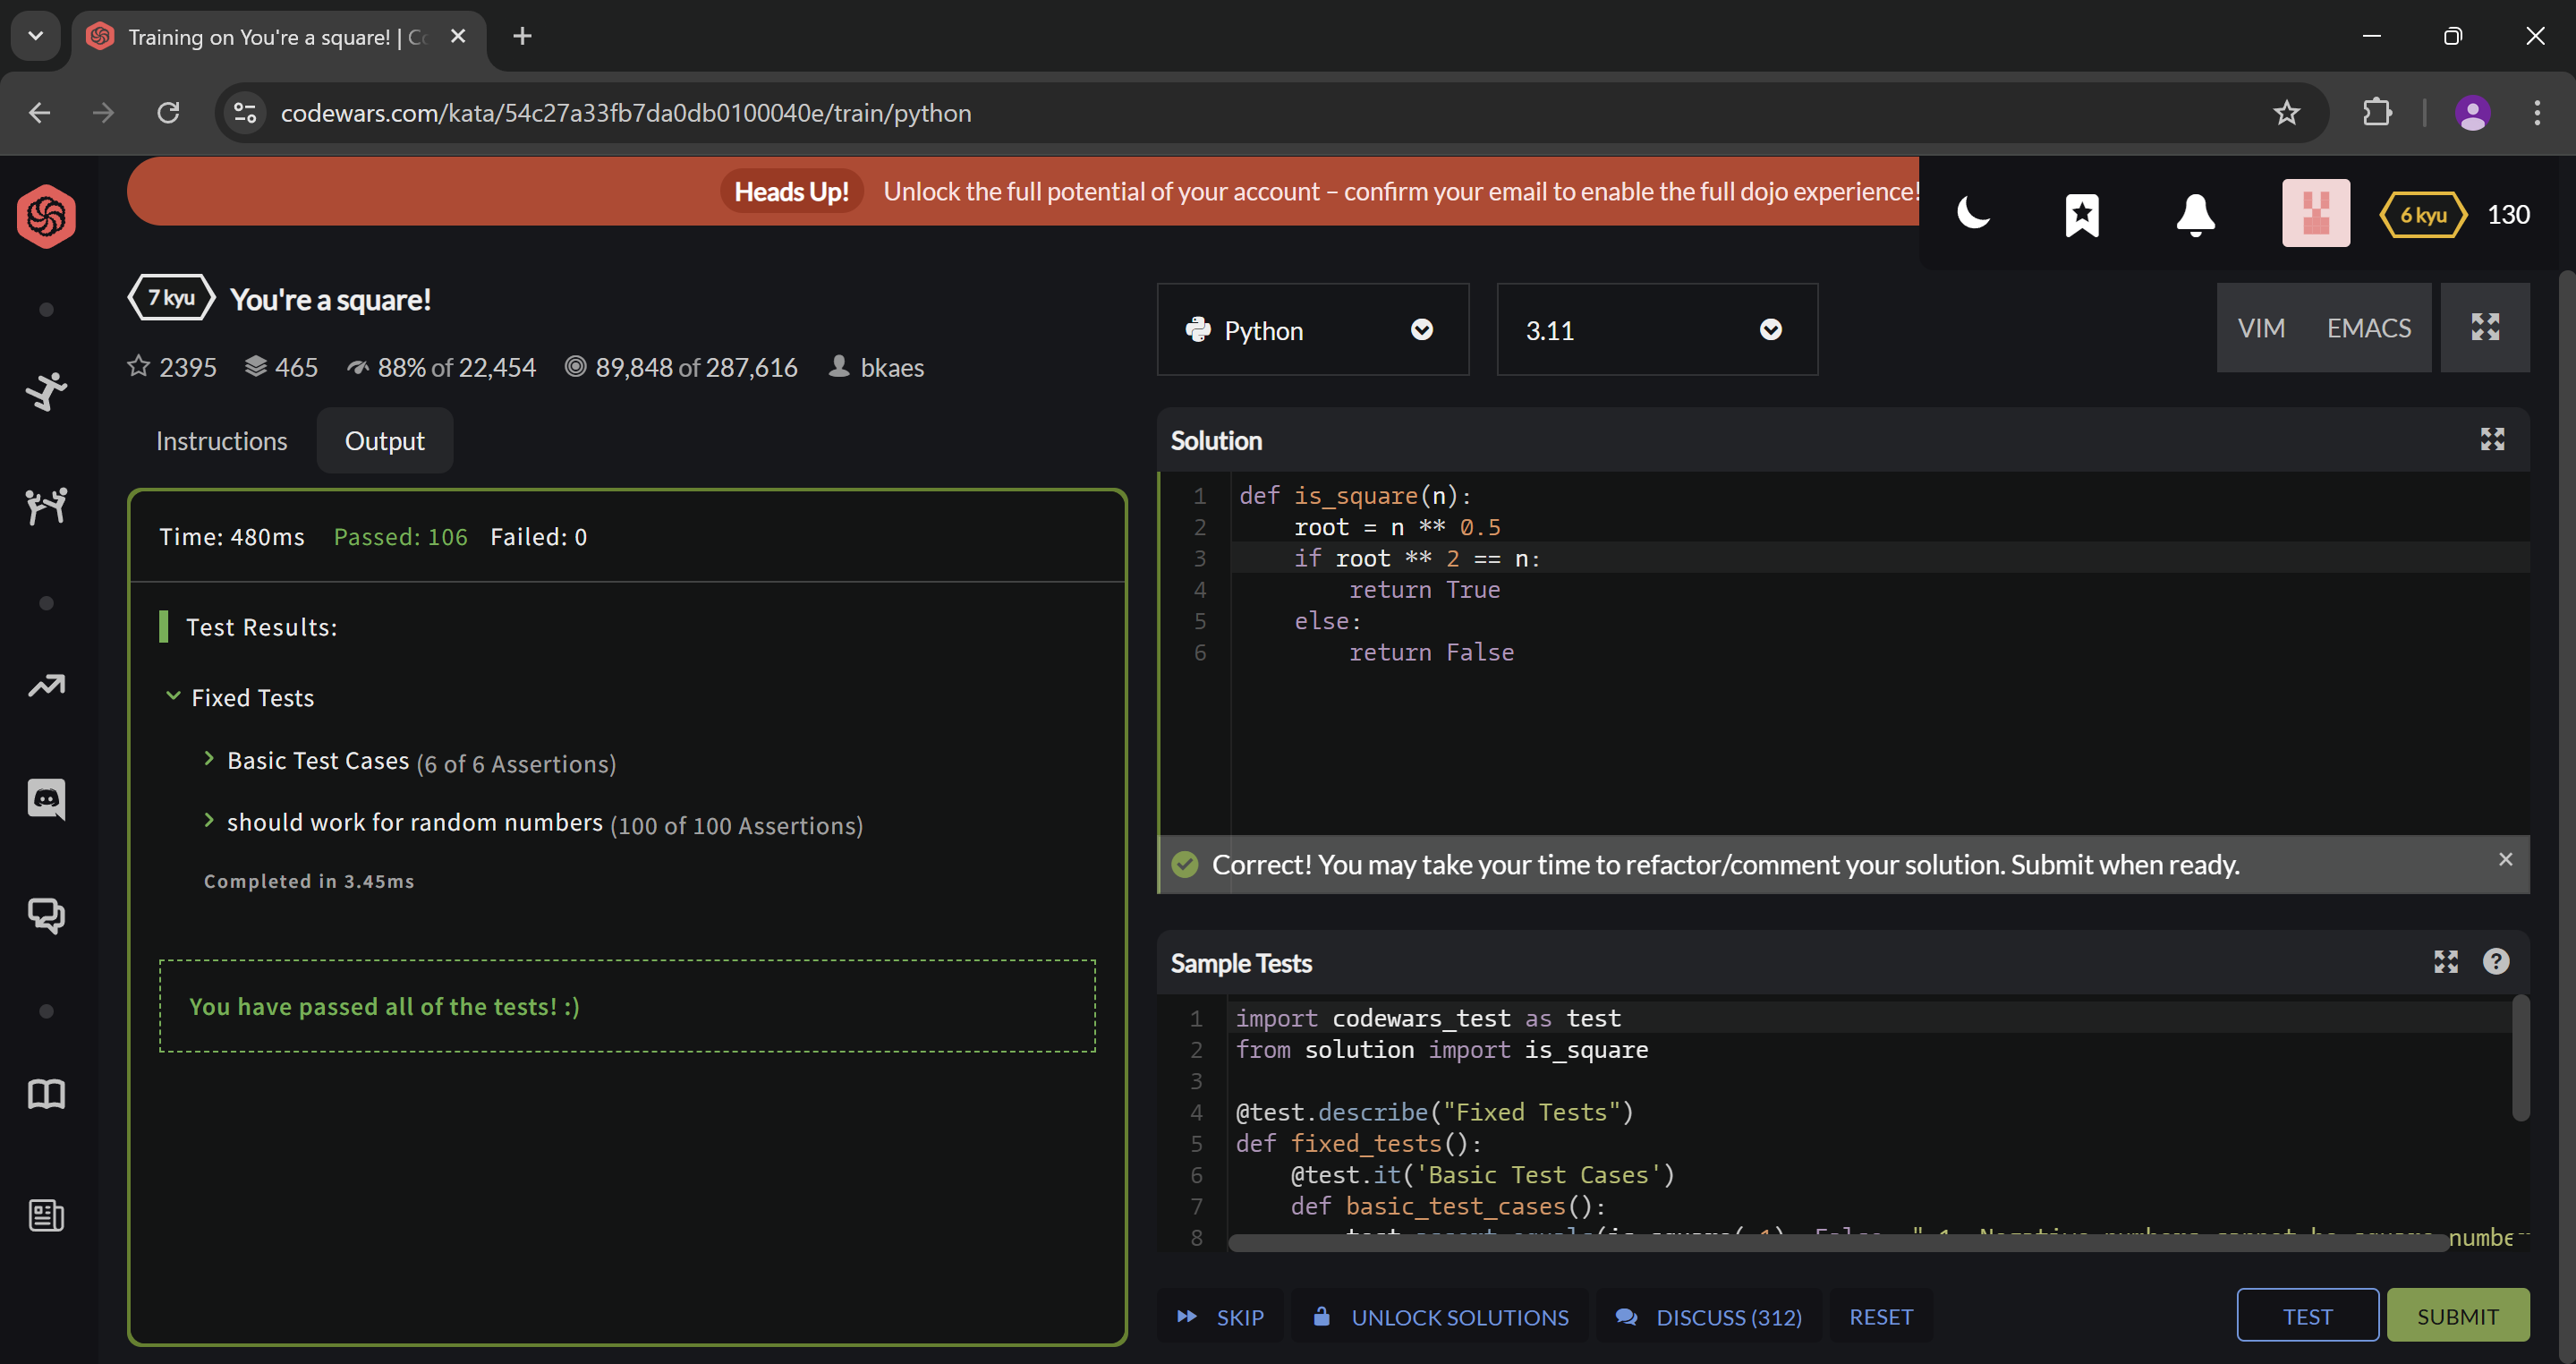 Training on You're a square! | Co
codewars.com/kata/54c27a33fb7da0db0100040e/train/python
Heads Up! Unlock the full potential of your account – confirm your email to enable the full dojo experience!
6 kyu 130
7 kyu You're a square!
2395 465 88% of 22,454 89,848 of 287,616 bkaes
Instructions Output
Time: 480ms Passed: 106 Failed: 0
Test Results:
Fixed Tests
Basic Test Cases (6 of 6 Assertions)
should work for random numbers (100 of 100 Assertions)
Completed in 3.45ms
You have passed all of the tests! :)
Python 3.11 VIM EMACS
Solution
1 def is_square(n):
2 root = n ** 0.5
3 if root ** 2 == n:
4 return True
5 else:
6 return False
Correct! You may take your time to refactor/comment your solution. Submit when ready.
Sample Tests
1 import codewars_test as test
2 from solution import is_square
3
4 @test.describe("Fixed Tests")
5 def fixed_tests():
6 @test.it('Basic Test Cases')
7 def basic_test_cases():
8
SKIP UNLOCK SOLUTIONS DISCUSS (312) RESET TEST SUBMIT